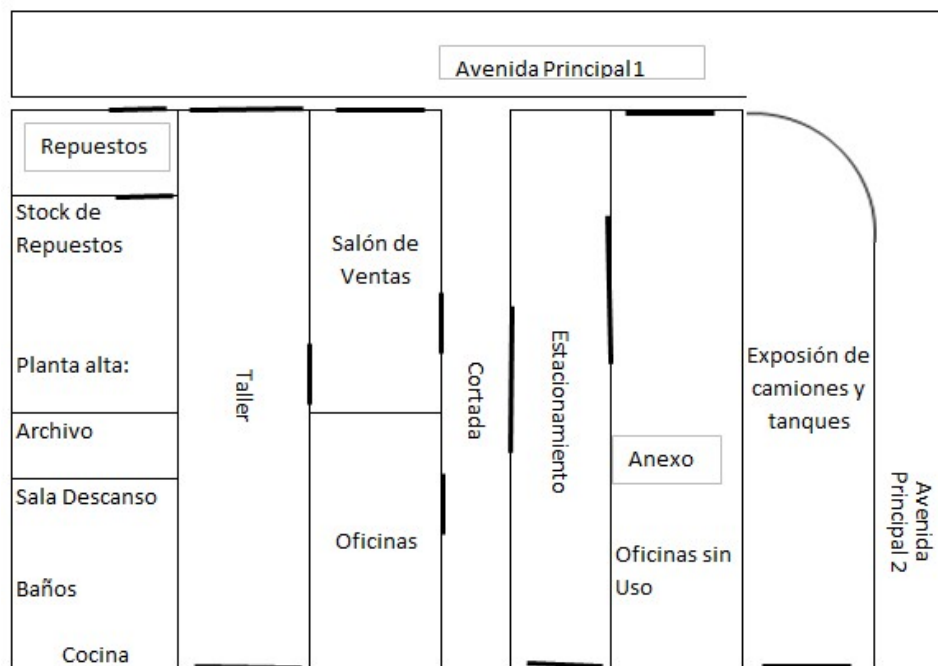 Avenida Principal 1
Repuestos
Stock de
Repuestos
Planta alta:
Archivo
Sala Descanso
Baños
Cocina
Taller
Salón de
Ventas
Oficinas
Cortada
Estacionamiento
Anexo
Oficinas sin
Uso
Exposión de
camiones y
tanques
Avenida
Principal 2